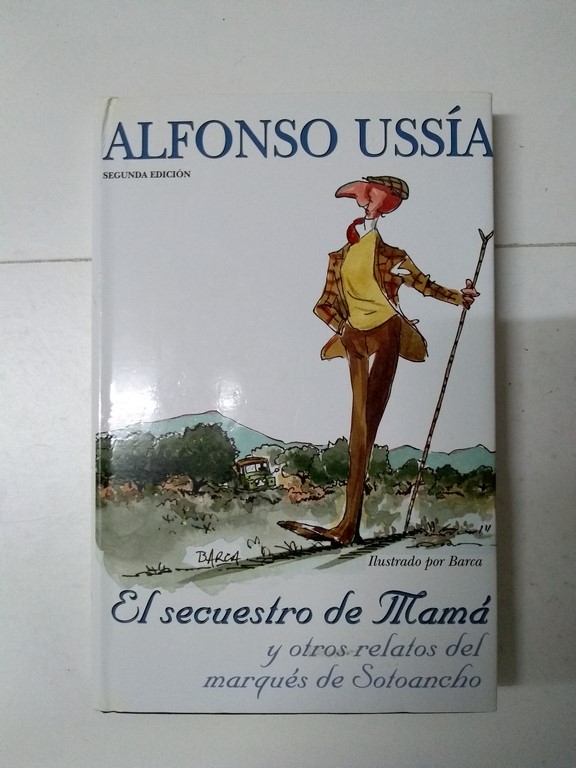 ALFONSO USSÍA
SEGUNDA EDICIÓN
BARCA
Ilustrado por Barca
El secuestro de Mamá
y otros relatos del
marqués de Sotoancho